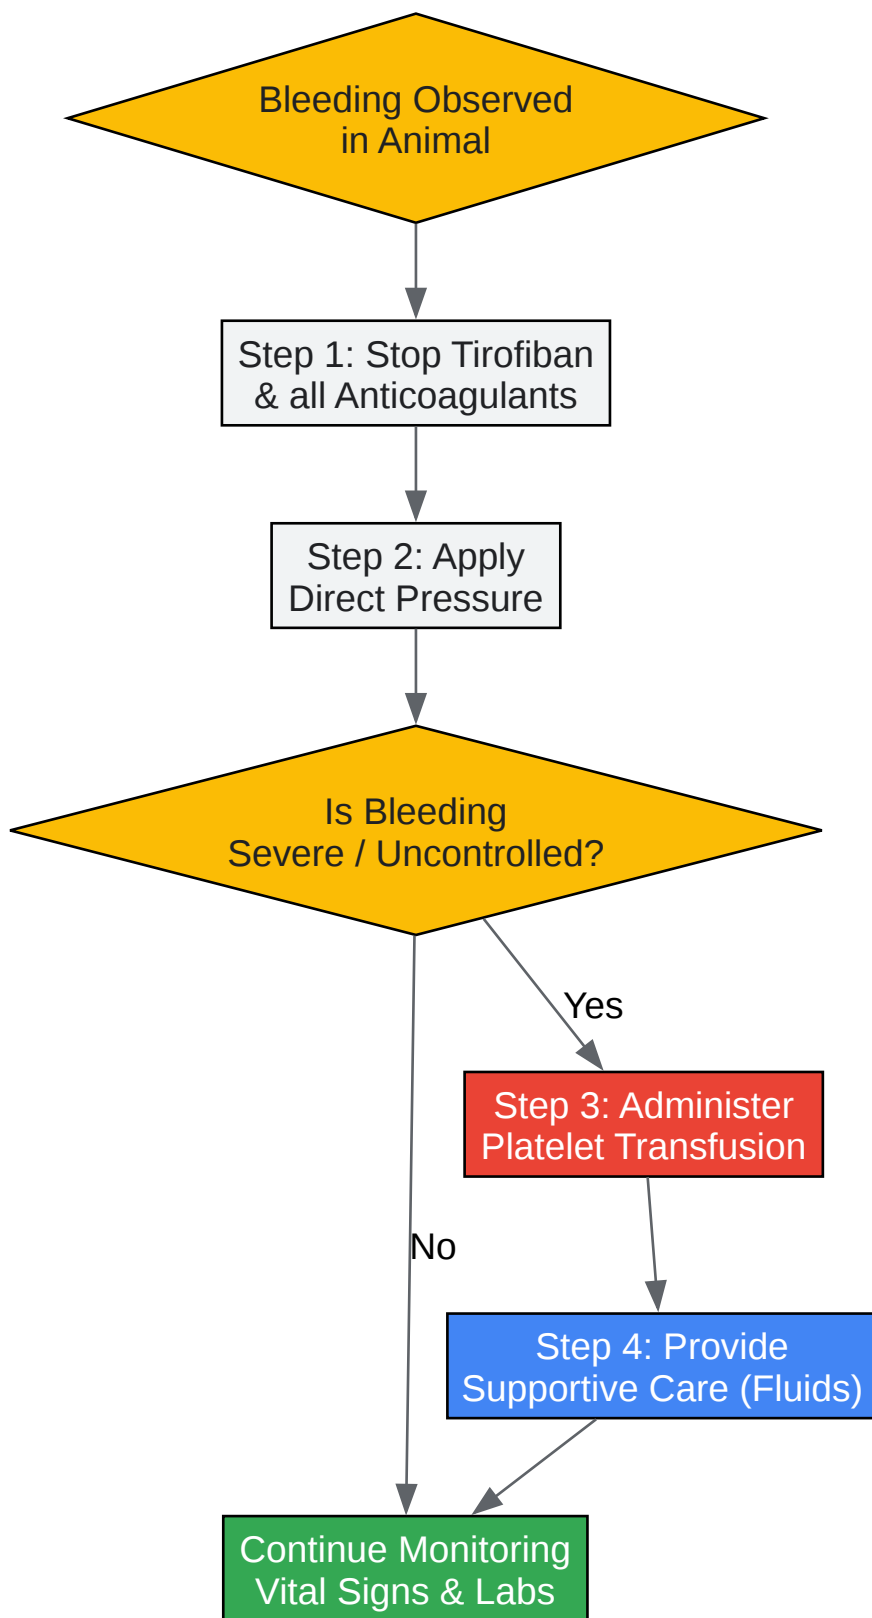 Bleeding Observed
in Animal
Step 1: Stop Tirofiban
& all Anticoagulants
Step 2: Apply
Direct Pressure
Is Bleeding
Severe / Uncontrolled?
Yes
Step 3: Administer
Platelet Transfusion
No
Step 4: Provide
Supportive Care (Fluids)
Continue Monitoring
Vital Signs & Labs